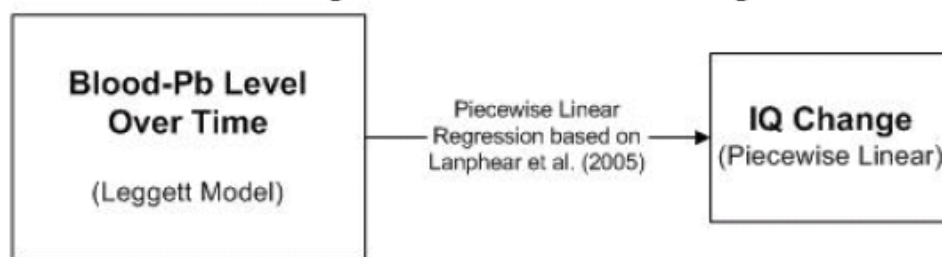 Blood-Pb Level
Over Time
(Leggett Model)
Piecewise Linear
Regression based on
Lanphear et al. (2005)
IQ Change
(Piecewise Linear)